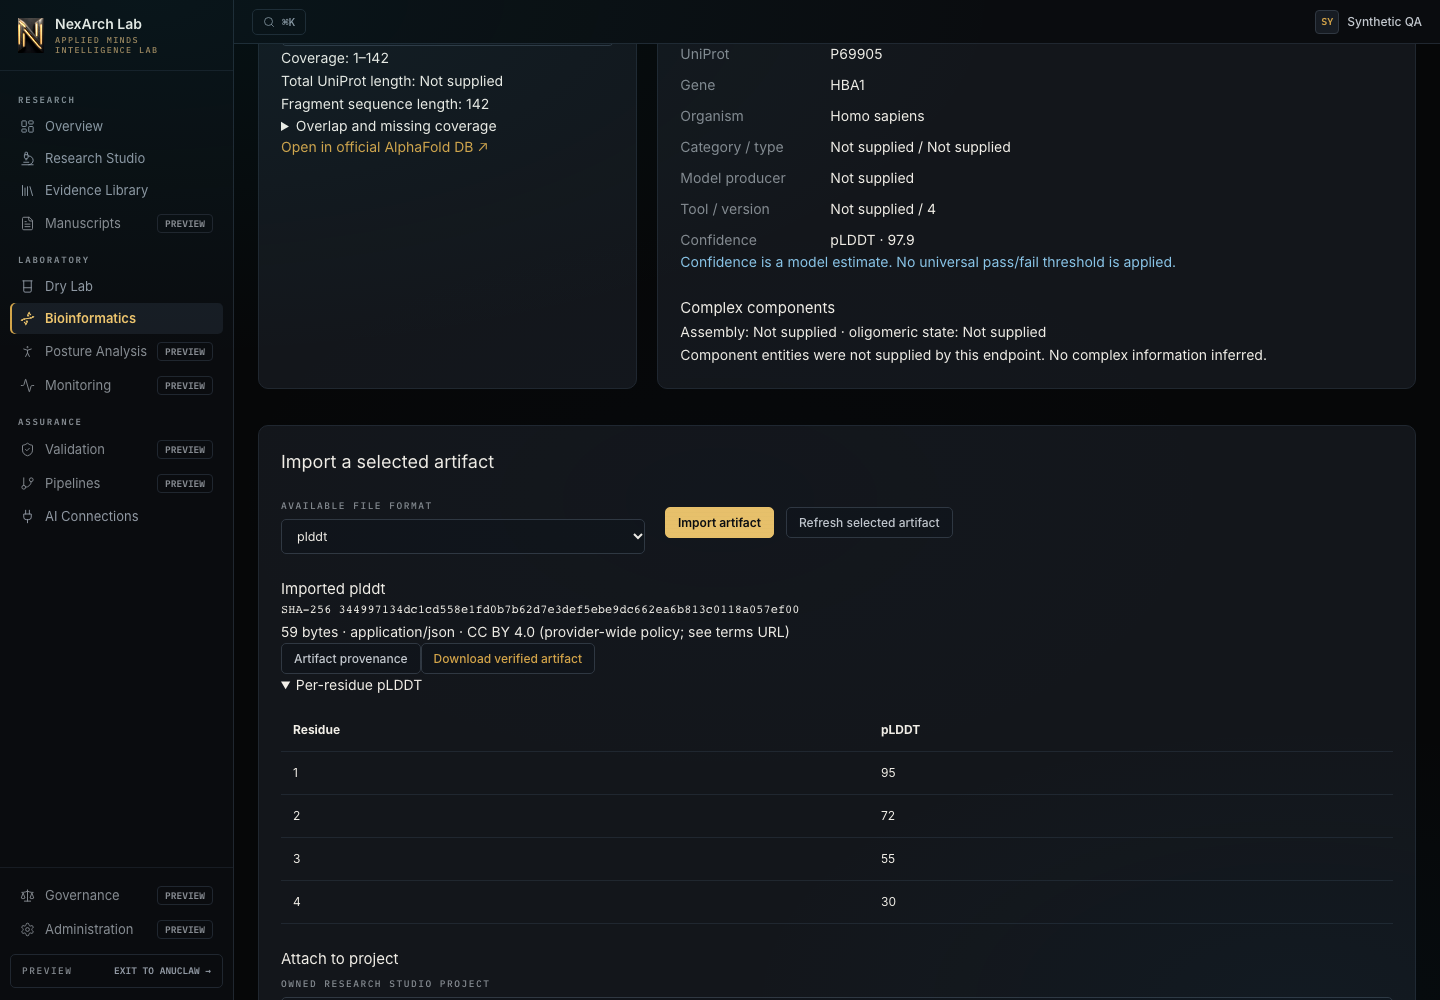 NexArch Lab
APPLIED MINDS
INTELLIGENCE LAB
⌘K
SY
Synthetic QA
RESEARCH
Overview
Research Studio
Evidence Library
Manuscripts PREVIEW
LABORATORY
Dry Lab
Bioinformatics
Posture Analysis PREVIEW
Monitoring PREVIEW
ASSURANCE
Validation PREVIEW
Pipelines PREVIEW
AI Connections
Governance PREVIEW
Administration PREVIEW
PREVIEW EXIT TO ANUCLAW →
Coverage: 1–142
Total UniProt length: Not supplied
Fragment sequence length: 142
▶ Overlap and missing coverage
Open in official AlphaFold DB ↗
UniProt P69905
Gene HBA1
Organism Homo sapiens
Category / type Not supplied / Not supplied
Model producer Not supplied
Tool / version Not supplied / 4
Confidence pLDDT · 97.9
Confidence is a model estimate. No universal pass/fail threshold is applied.
Complex components
Assembly: Not supplied · oligomeric state: Not supplied
Component entities were not supplied by this endpoint. No complex information inferred.
Import a selected artifact
AVAILABLE FILE FORMAT
plddt
Import artifact
Refresh selected artifact
Imported plddt
SHA-256 344997134dc1cd558e1fd0b7b62d7e3def5ebe9dc662ea6b813c0118a057ef00
59 bytes · application/json · CC BY 4.0 (provider-wide policy; see terms URL)
Artifact provenance
Download verified artifact
▼ Per-residue pLDDT
Residue pLDDT
1 95
2 72
3 55
4 30
Attach to project
OWNED RESEARCH STUDIO PROJECT